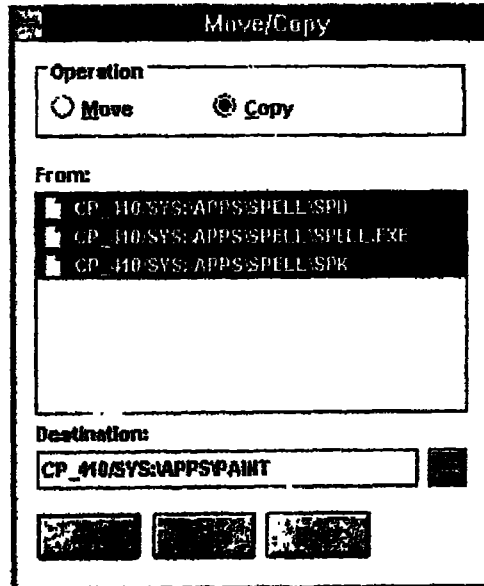 Move/Copy
Operation
Move
Copy
From:
CP_410/SYS:\APPS\SPELL\SPD
CP_410/SYS:\APPS\SPELL\SPELL.EXE
CP_410/SYS:\APPS\SPELL\SPK
Destination:
CP_410/SYS:\APPS\PAINT